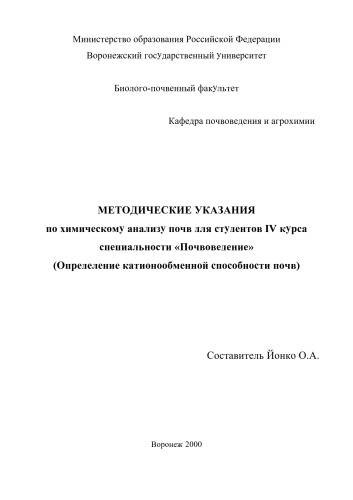 Министерство образования Российской Федерации
Воронежский государственный университет
Биолого-почвенный факультет
Кафедра почвоведения и агрохимии
МЕТОДИЧЕСКИЕ УКАЗАНИЯ
по химическому анализу почв для студентов IV курса
специальности «Почвоведение»
(Определение катионообменной способности почв)
Составитель Йонко О.А.
Воронеж 2000